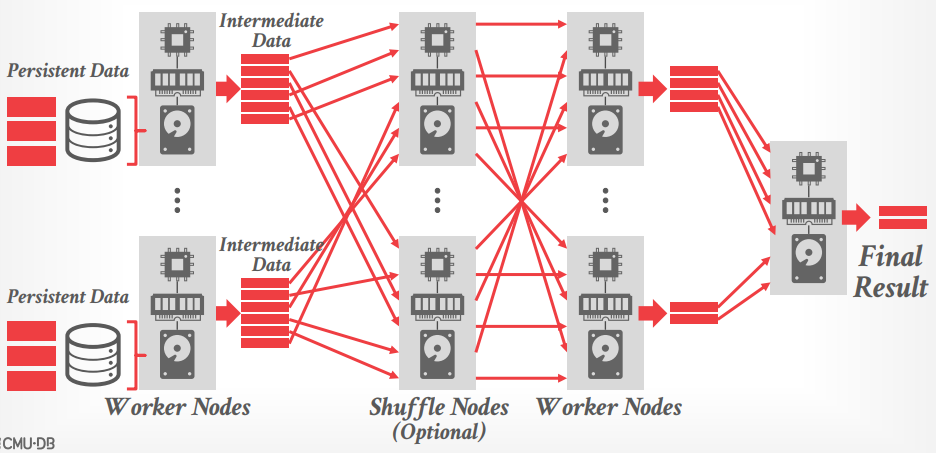 Persistent Data
Intermediate
Data
Persistent Data
Intermediate
Data
Worker Nodes
Shuffle Nodes
(Optional)
Worker Nodes
Final
Result
CMU·DB